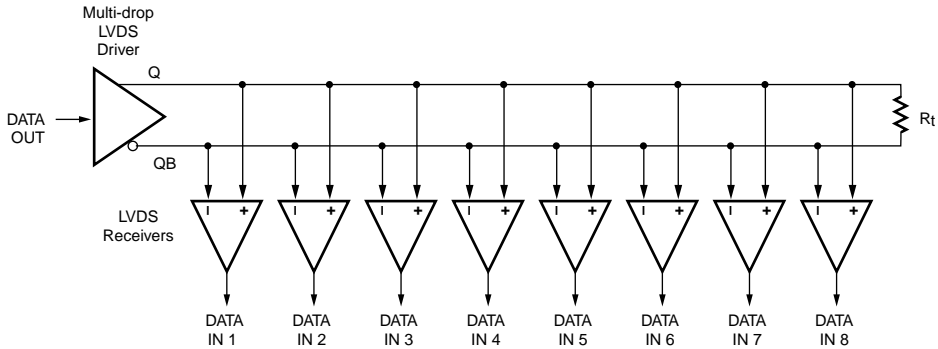 Multi-drop
LVDS
Driver
Q
DATA
OUT
Rt
QB
LVDS
Receivers
– +
– +
– +
– +
– +
– +
– +
– +
DATA
IN 1
DATA
IN 2
DATA
IN 3
DATA
IN 4
DATA
IN 5
DATA
IN 6
DATA
IN 7
DATA
IN 8